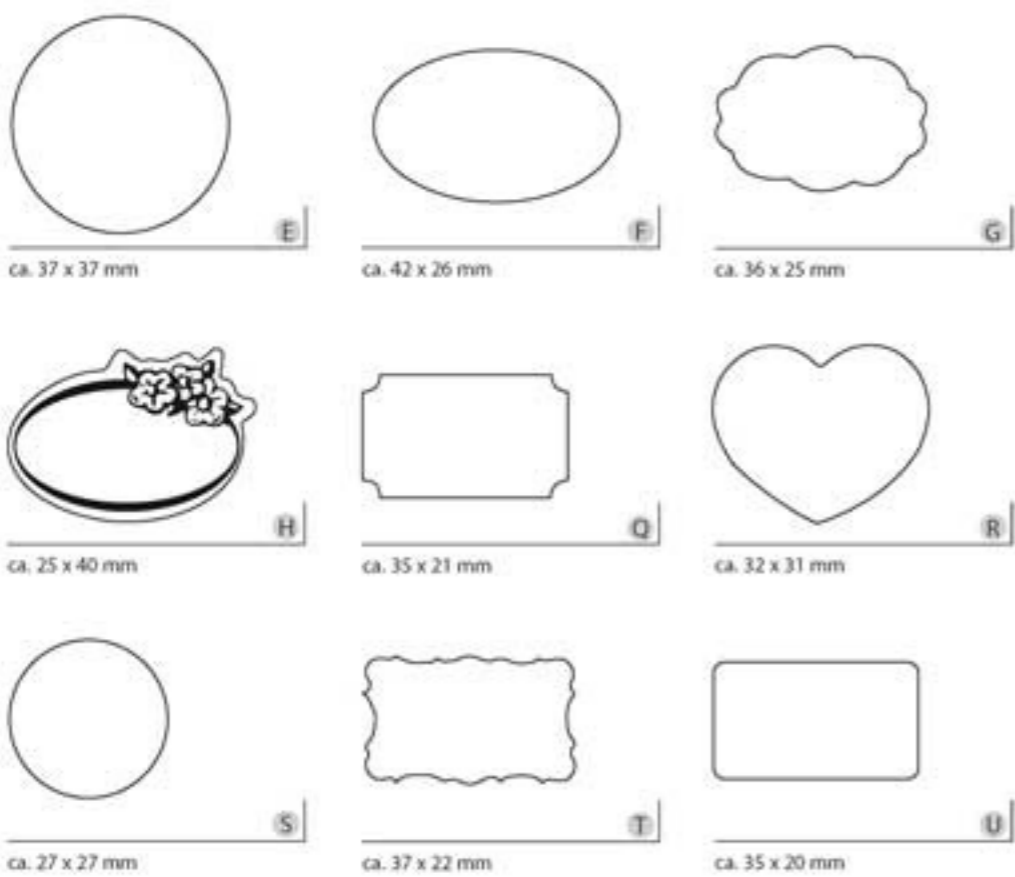 E
ca. 37 x 37 mm
F
ca. 42 x 26 mm
G
ca. 36 x 25 mm
H
ca. 25 x 40 mm
Q
ca. 35 x 21 mm
R
ca. 32 x 31 mm
S
ca. 27 x 27 mm
T
ca. 37 x 22 mm
U
ca. 35 x 20 mm